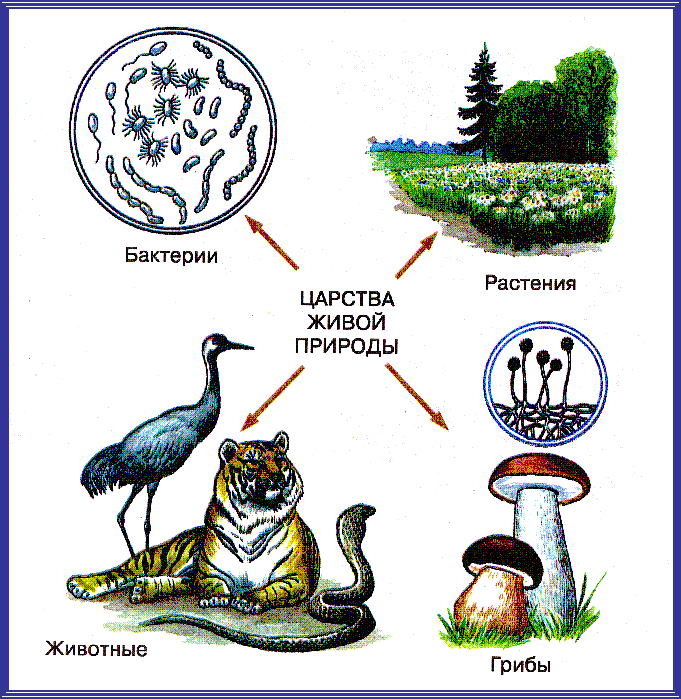 Бактерии
Растения
ЦАРСТВА
ЖИВОЙ
ПРИРОДЫ
Животные
Грибы